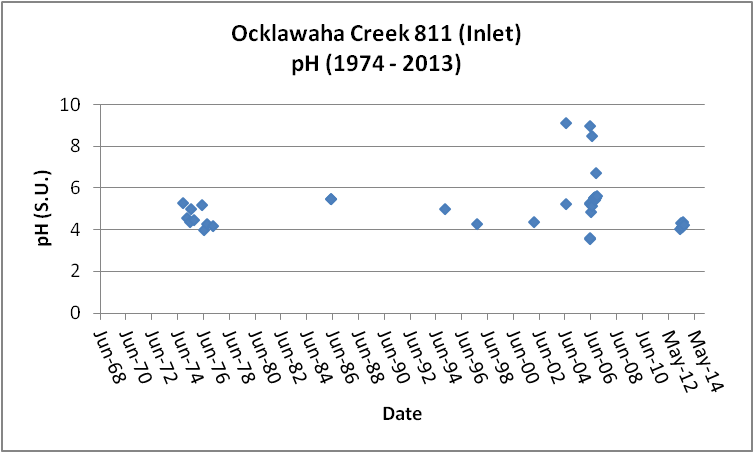 Ocklawaha Creek 811 (Inlet)
pH (1974 - 2013)
pH (S.U.)
10
8
6
4
2
0
Jun-68
Jun-70
Jun-72
Jun-74
Jun-76
Jun-78
Jun-80
Jun-82
Jun-84
Jun-86
Jun-88
Jun-90
Jun-92
Jun-94
Jun-96
Jun-98
Jun-00
Jun-02
Jun-04
Jun-06
Jun-08
Jun-10
May-12
May-14
Date